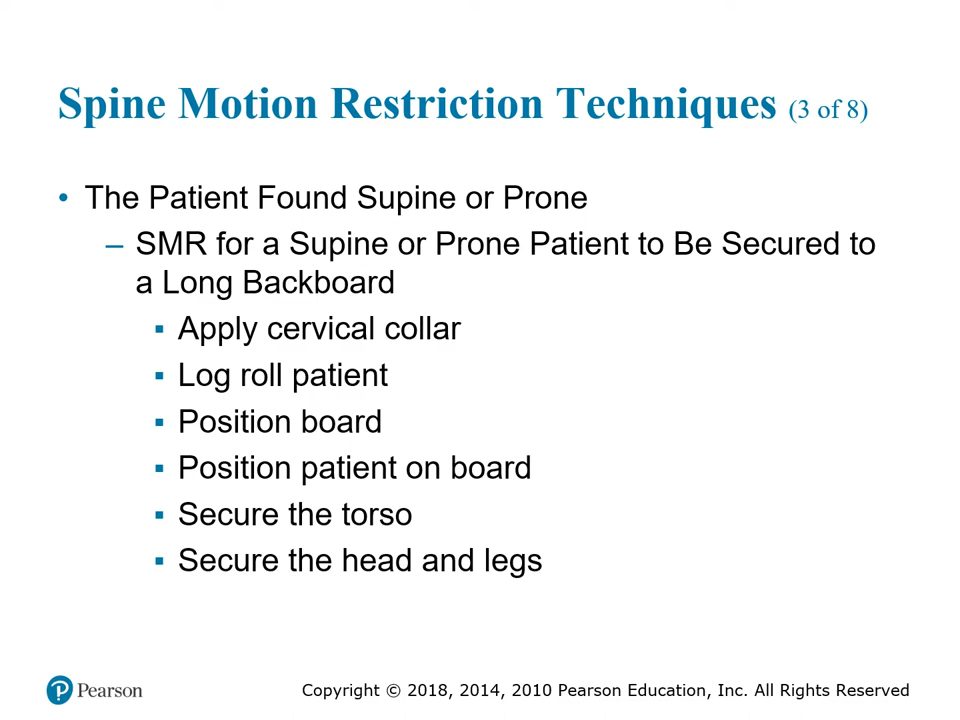 Spine Motion Restriction Techniques (3 of 8)
• The Patient Found Supine or Prone
– SMR for a Supine or Prone Patient to Be Secured to
a Long Backboard
▪ Apply cervical collar
▪ Log roll patient
▪ Position board
▪ Position patient on board
▪ Secure the torso
▪ Secure the head and legs
Pearson
Copyright © 2018, 2014, 2010 Pearson Education, Inc. All Rights Reserved